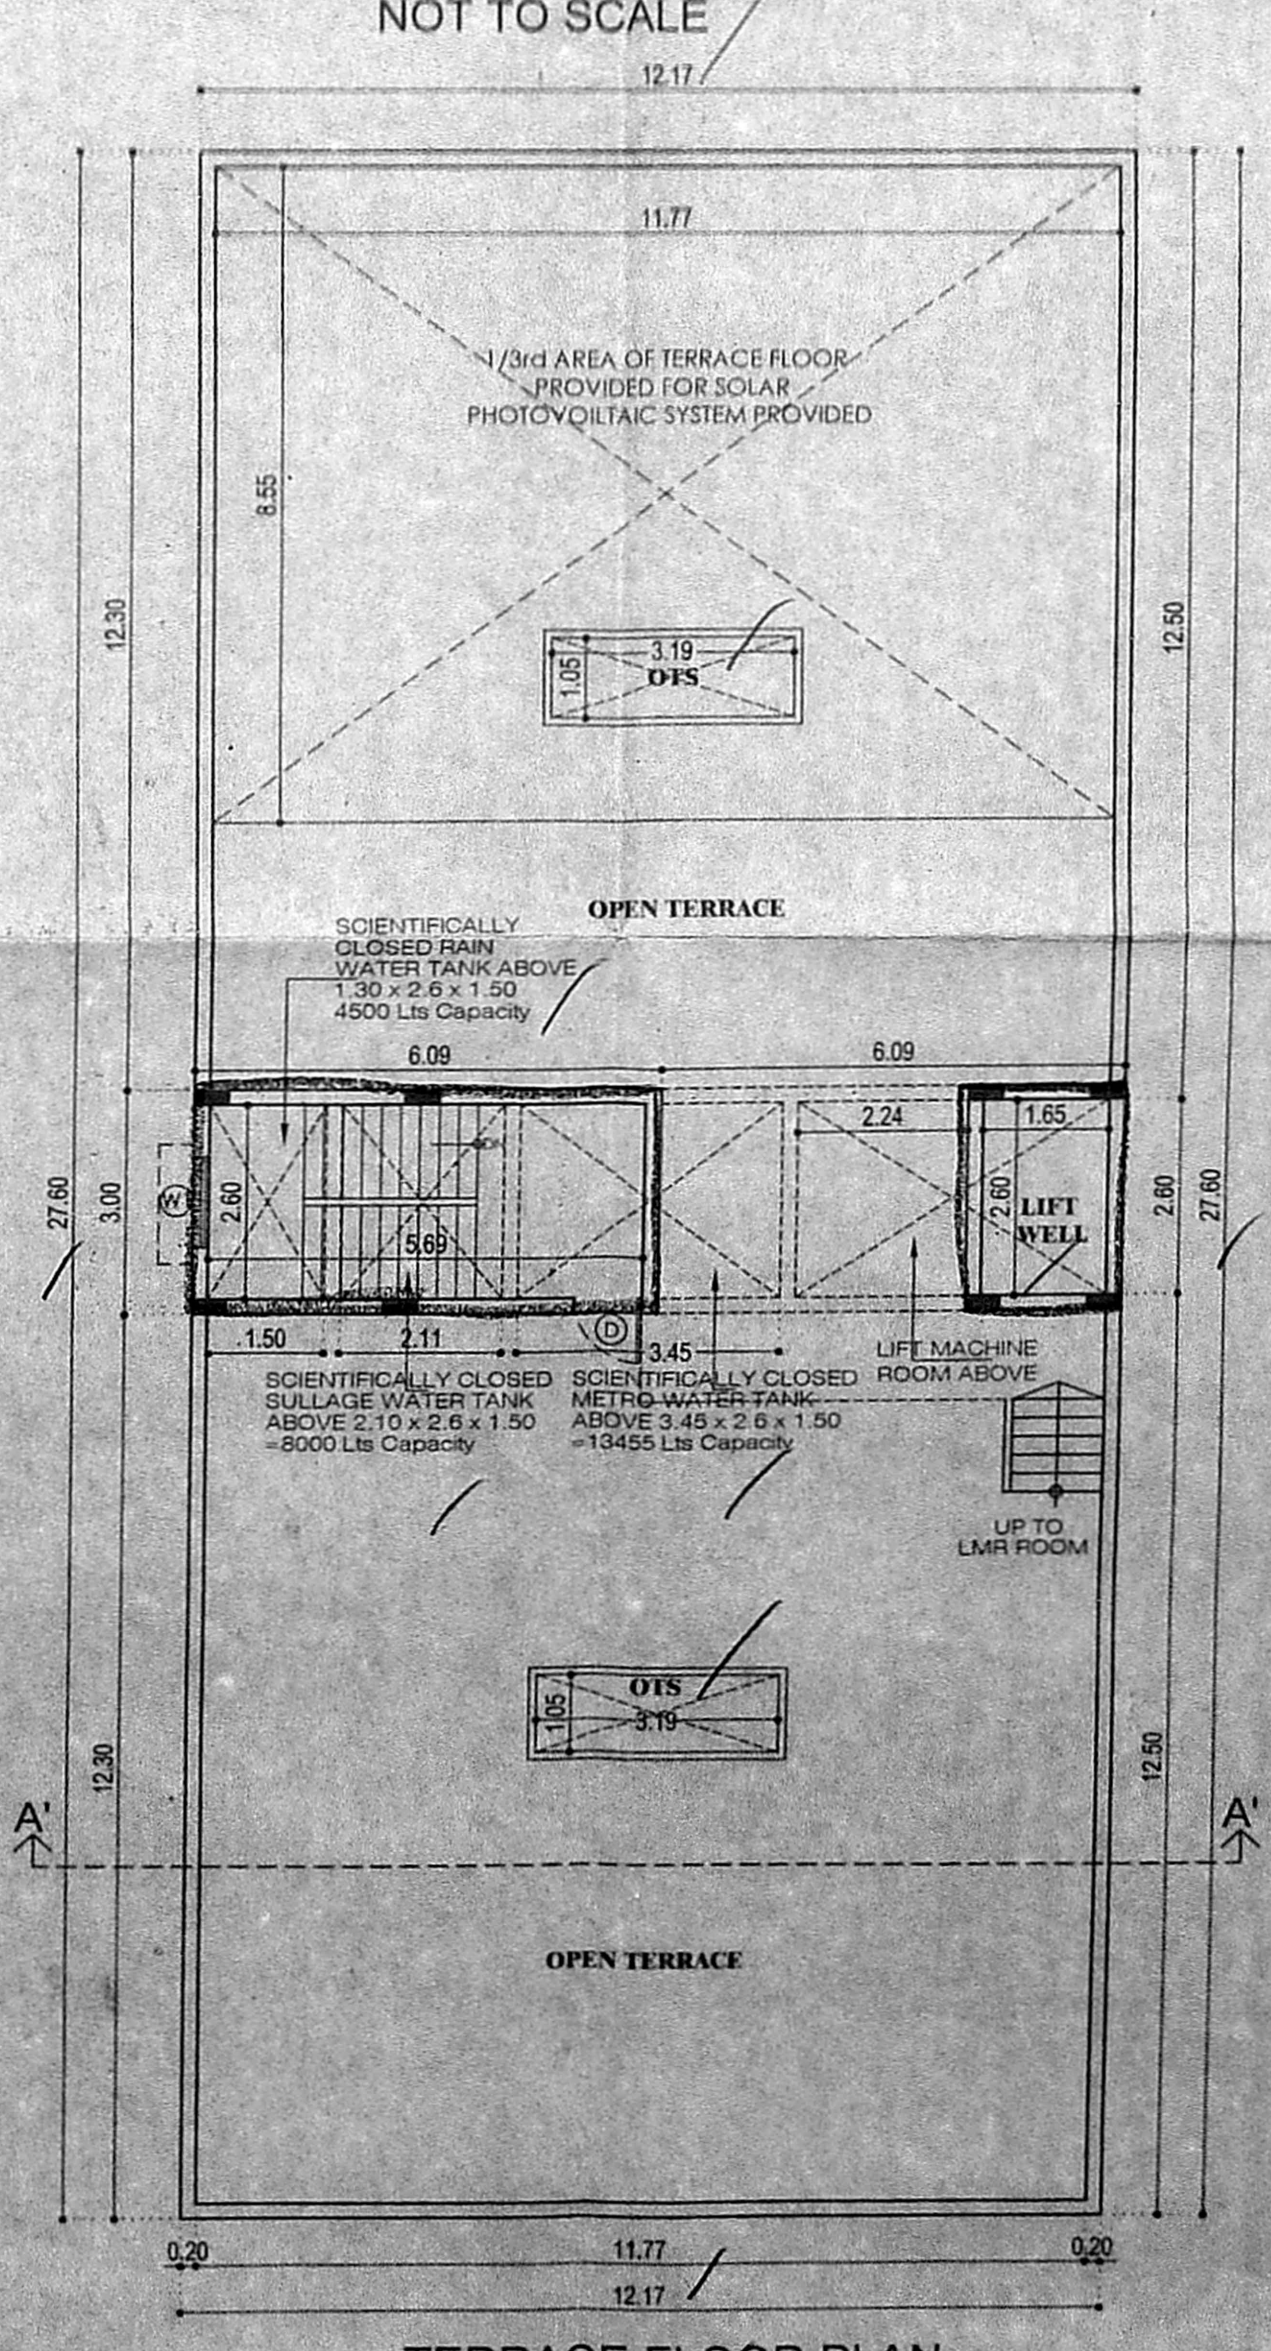 NOT TO SCALE
12.17
11.77
1/3rd AREA OF TERRACE FLOOR
PROVIDED FOR SOLAR
PHOTOVOILTAIC SYSTEM PROVIDED
8.55
12.30
12.50
3.19
1.05
OTS
OPEN TERRACE
SCIENTIFICALLY
CLOSED RAIN
WATER TANK ABOVE
1.30 x 2.6 x 1.50
4500 Lts Capacity
6.09
6.09
2.24
1.65
27.60
3.00
W
2.60
5.69
2.60
LIFT
WELL
2.60
27.60
1.50
2.11
D
3.45
LIFT MACHINE
ROOM ABOVE
SCIENTIFICALLY CLOSED
SULLAGE WATER TANK
ABOVE 2.10 x 2.6 x 1.50
=8000 Lts Capacity
SCIENTIFICALLY CLOSED
METRO WATER TANK
ABOVE 3.45 x 2.6 x 1.50
=13455 Lts Capacity
UP TO
LMR ROOM
OTS
1.05
3.19
12.30
12.50
A'
A'
OPEN TERRACE
0.20
11.77
0.20
12.17
TERRACE FLOOR PLAN